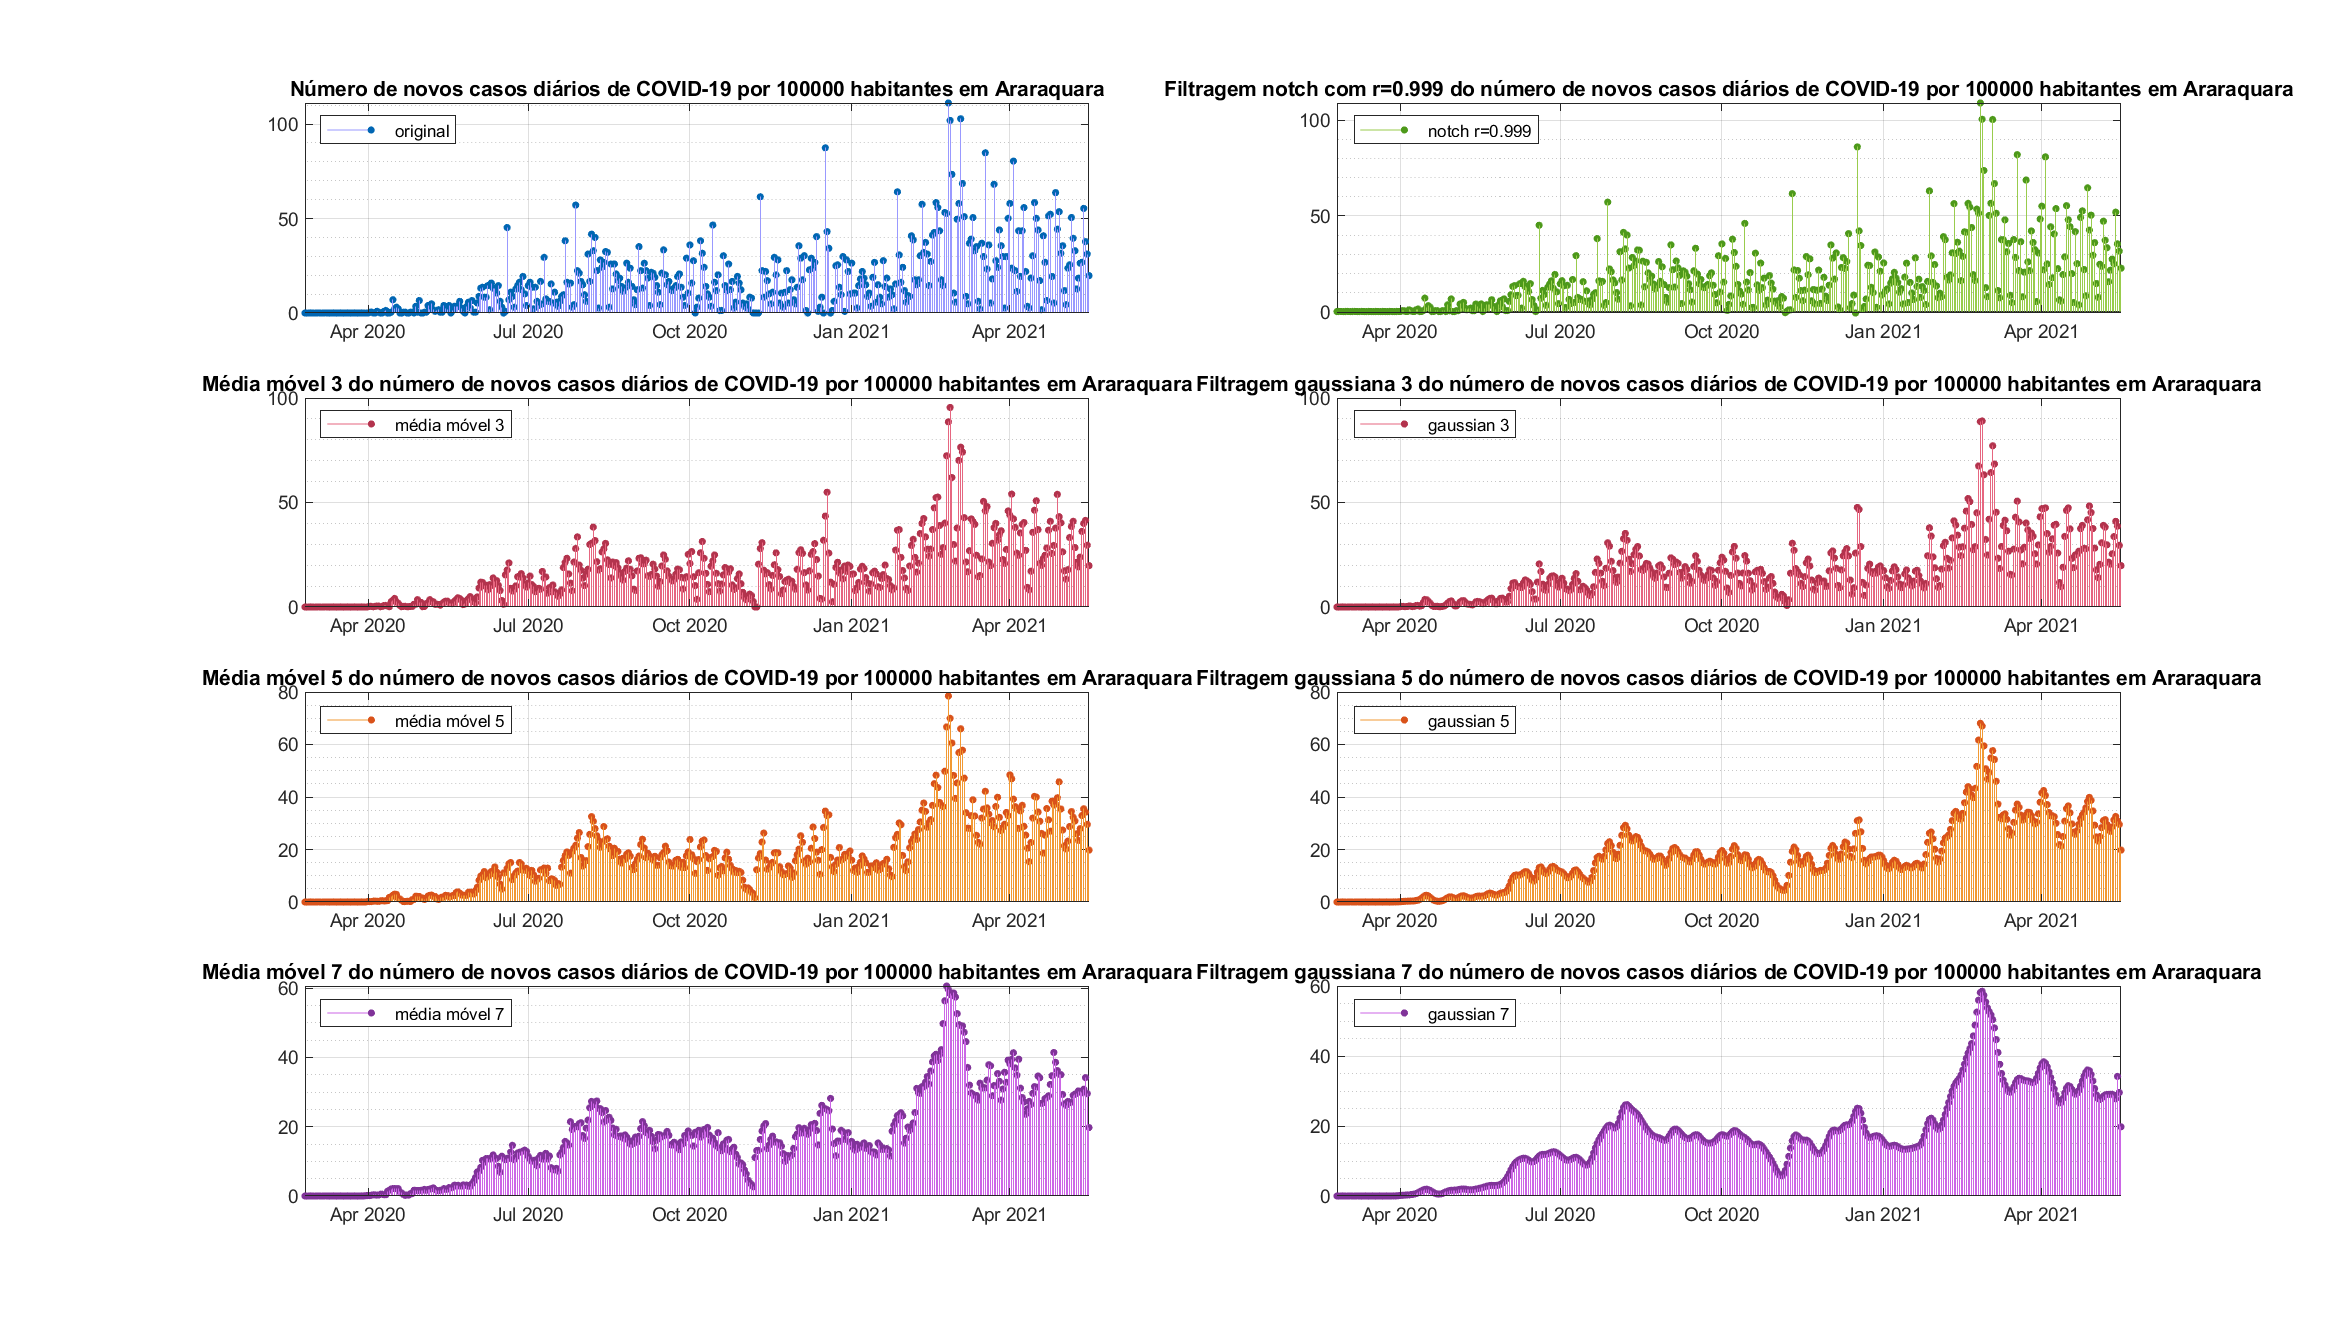 Número de novos casos diários de COVID-19 por 100000 habitantes em Araraquara
original
100
50
0
Apr 2020 Jul 2020 Oct 2020 Jan 2021 Apr 2021
Filtragem notch com r=0.999 do número de novos casos diários de COVID-19 por 100000 habitantes em Araraquara
notch r=0.999
100
50
0
Apr 2020 Jul 2020 Oct 2020 Jan 2021 Apr 2021
Média móvel 3 do número de novos casos diários de COVID-19 por 100000 habitantes em Araraquara
média móvel 3
100
50
0
Apr 2020 Jul 2020 Oct 2020 Jan 2021 Apr 2021
Filtragem gaussiana 3 do número de novos casos diários de COVID-19 por 100000 habitantes em Araraquara
gaussian 3
100
50
0
Apr 2020 Jul 2020 Oct 2020 Jan 2021 Apr 2021
Média móvel 5 do número de novos casos diários de COVID-19 por 100000 habitantes em Araraquara
média móvel 5
80
60
40
20
0
Apr 2020 Jul 2020 Oct 2020 Jan 2021 Apr 2021
Filtragem gaussiana 5 do número de novos casos diários de COVID-19 por 100000 habitantes em Araraquara
gaussian 5
80
60
40
20
0
Apr 2020 Jul 2020 Oct 2020 Jan 2021 Apr 2021
Média móvel 7 do número de novos casos diários de COVID-19 por 100000 habitantes em Araraquara
média móvel 7
60
40
20
0
Apr 2020 Jul 2020 Oct 2020 Jan 2021 Apr 2021
Filtragem gaussiana 7 do número de novos casos diários de COVID-19 por 100000 habitantes em Araraquara
gaussian 7
60
40
20
0
Apr 2020 Jul 2020 Oct 2020 Jan 2021 Apr 2021